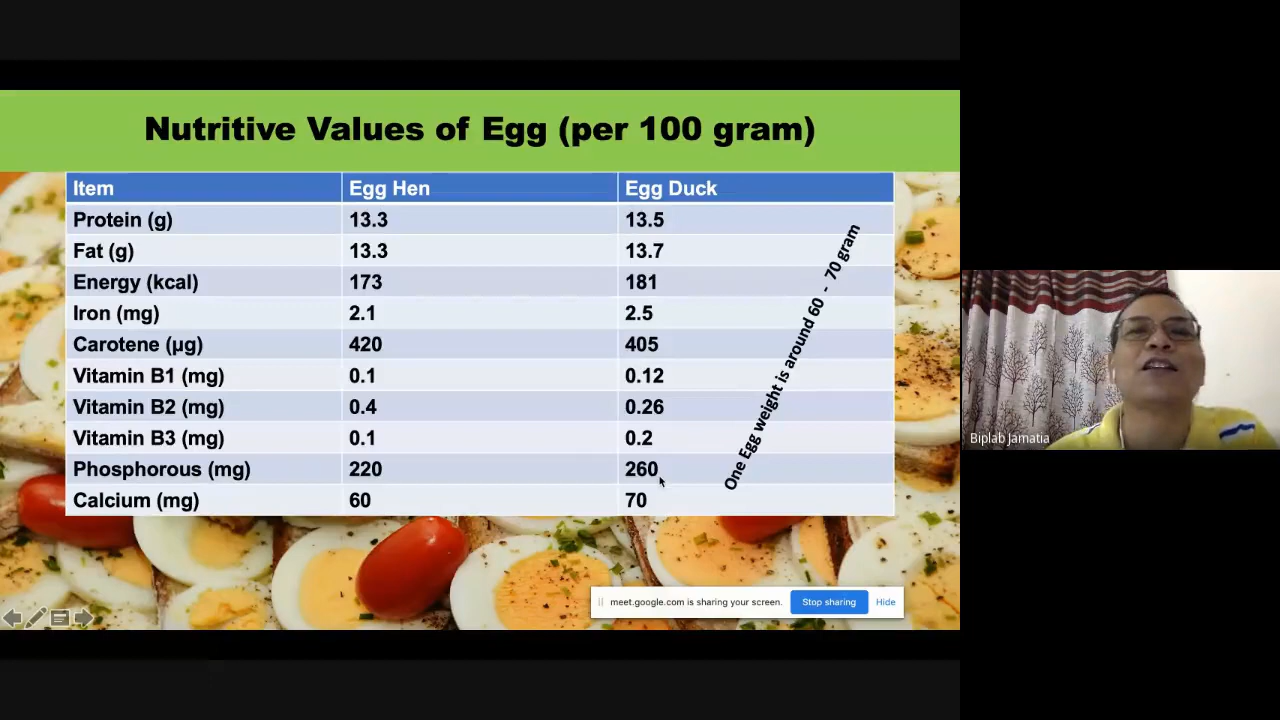 Nutritive Values of Egg (per 100 gram)
Item Egg Hen Egg Duck
Protein (g) 13.3 13.5
Fat (g) 13.3 13.7
Energy (kcal) 173 181
Iron (mg) 2.1 2.5
Carotene (µg) 420 405
Vitamin B1 (mg) 0.1 0.12
Vitamin B2 (mg) 0.4 0.26
Vitamin B3 (mg) 0.1 0.2
Phosphorous (mg) 220 260
Calcium (mg) 60 70
One Egg weight is around 60 - 70 gram
Biplab Jamatia
meet.google.com is sharing your screen. Stop sharing Hide